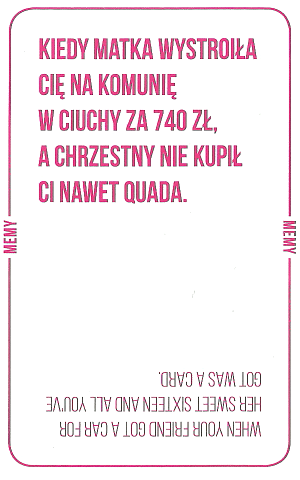 KIEDY MATKA WYSTROIŁA
CIĘ NA KOMUNIĘ
W CIUCHY ZA 740 ZŁ,
A CHRZESTNY NIE KUPIŁ
CI NAWET QUADA.
MEMY
MEMY
WHEN YOUR FRIEND GOT A CAR FOR
HER SWEET SIXTEEN AND ALL YOU'VE
GOT WAS A CARD.